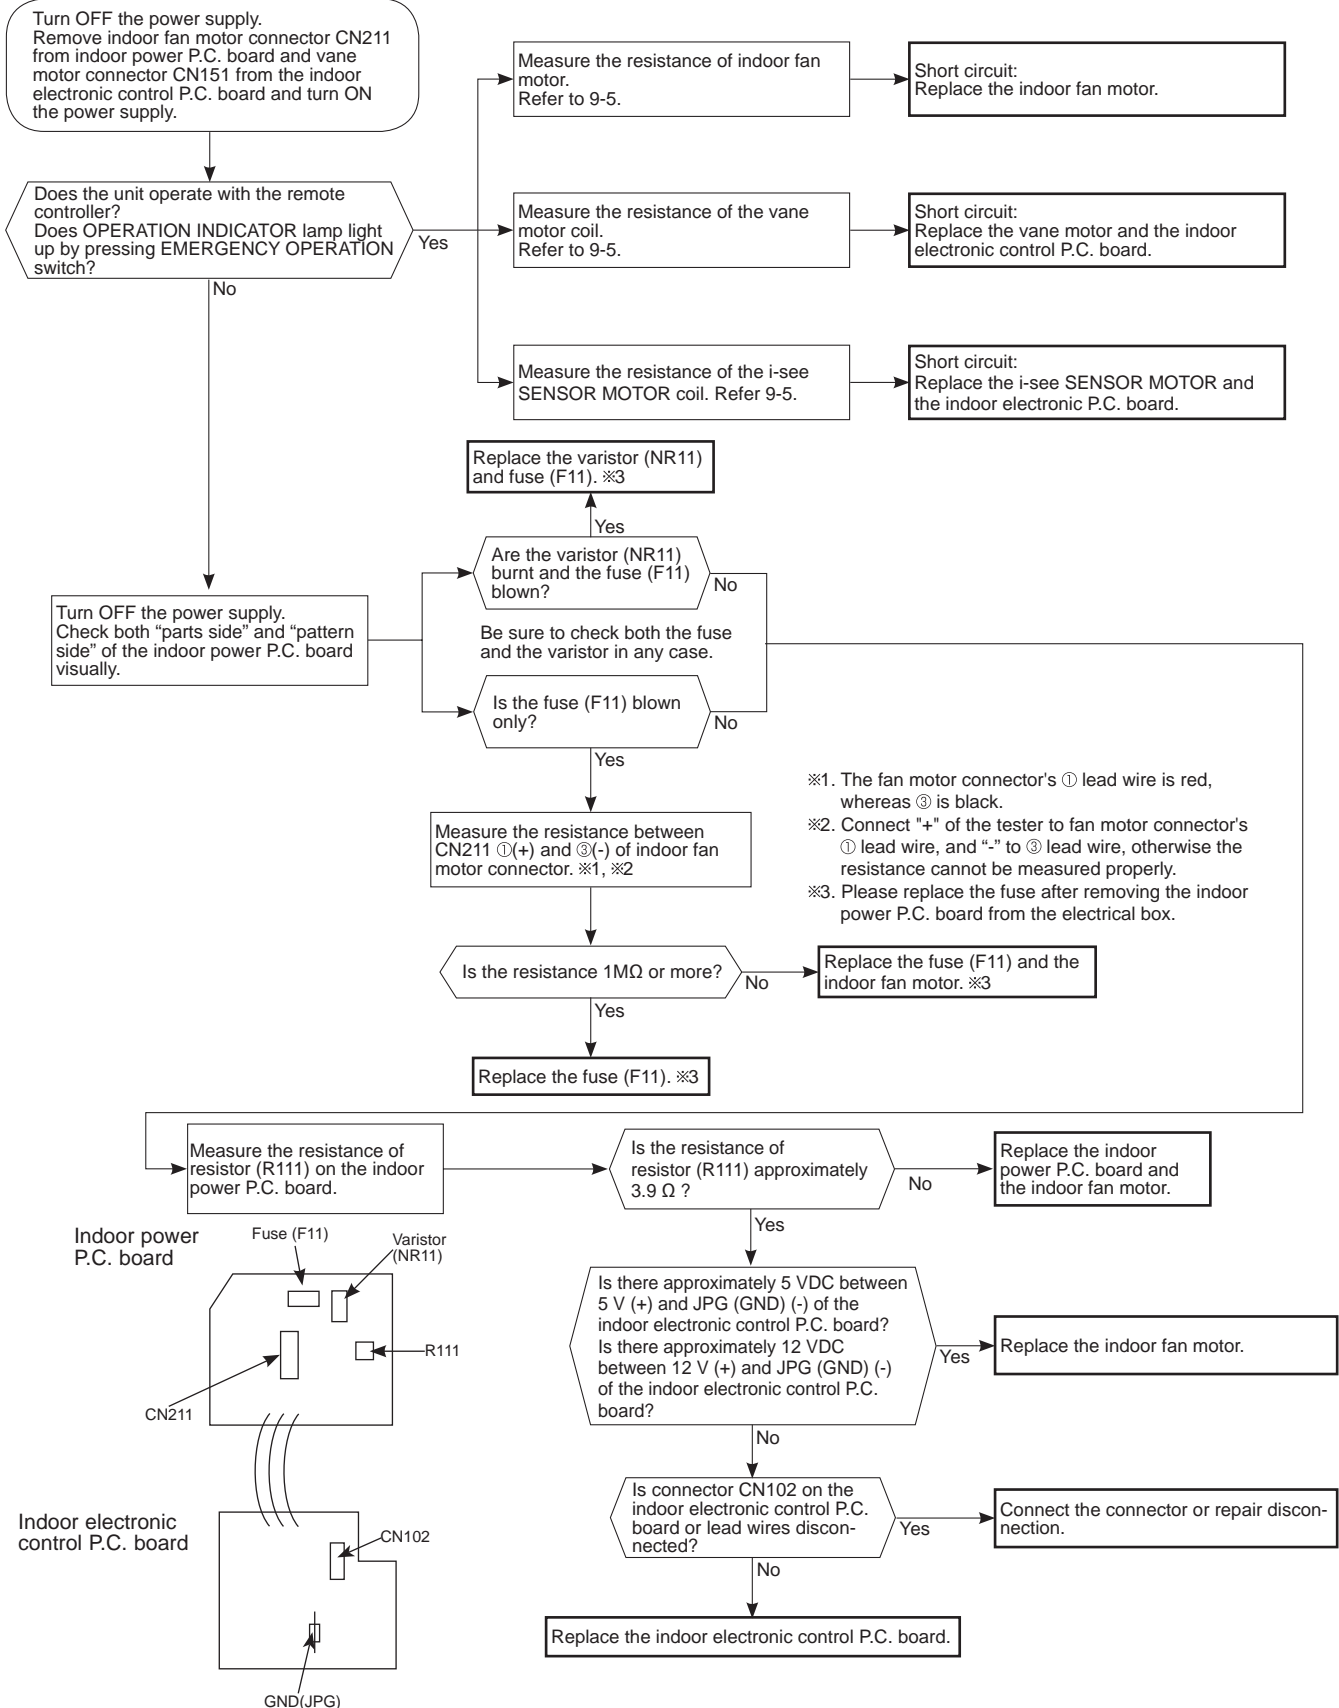 Turn OFF the power supply.
Remove indoor fan motor connector CN211
from indoor power P.C. board and vane
motor connector CN151 from the indoor
electronic control P.C. board and turn ON
the power supply.
Measure the resistance of indoor fan
motor.
Refer to 9-5.
Short circuit:
Replace the indoor fan motor.
Does the unit operate with the remote
controller?
Does OPERATION INDICATOR lamp light
up by pressing EMERGENCY OPERATION
switch?
Yes
No
Measure the resistance of the vane
motor coil.
Refer to 9-5.
Short circuit:
Replace the vane motor and the indoor
electronic control P.C. board.
Measure the resistance of the i-see
SENSOR MOTOR coil. Refer 9-5.
Short circuit:
Replace the i-see SENSOR MOTOR and
the indoor electronic P.C. board.
Replace the varistor (NR11)
and fuse (F11). ※3
Yes
Are the varistor (NR11)
burnt and the fuse (F11)
blown?
No
Turn OFF the power supply.
Check both “parts side” and “pattern
side” of the indoor power P.C. board
visually.
Be sure to check both the fuse
and the varistor in any case.
Is the fuse (F11) blown
only?
No
Yes
Measure the resistance between
CN211 ①(+) and ③(-) of indoor fan
motor connector. ※1, ※2
※1. The fan motor connector's ① lead wire is red,
whereas ③ is black.
※2. Connect "+" of the tester to fan motor connector's
① lead wire, and “-” to ③ lead wire, otherwise the
resistance cannot be measured properly.
※3. Please replace the fuse after removing the indoor
power P.C. board from the electrical box.
Is the resistance 1MΩ or more?
No
Replace the fuse (F11) and the
indoor fan motor. ※3
Yes
Replace the fuse (F11). ※3
Measure the resistance of
resistor (R111) on the indoor
power P.C. board.
Is the resistance of
resistor (R111) approximately
3.9 Ω ?
No
Replace the indoor
power P.C. board and
the indoor fan motor.
Yes
Is there approximately 5 VDC between
5 V (+) and JPG (GND) (-) of the
indoor electronic control P.C. board?
Is there approximately 12 VDC
between 12 V (+) and JPG (GND) (-)
of the indoor electronic control P.C.
board?
Yes
Replace the indoor fan motor.
No
Is connector CN102 on the
indoor electronic control P.C.
board or lead wires discon-
nected?
Yes
Connect the connector or repair discon-
nection.
No
Replace the indoor electronic control P.C. board.
Indoor power
P.C. board
Fuse (F11)
Varistor
(NR11)
R111
CN211
Indoor electronic
control P.C. board
CN102
GND(JPG)